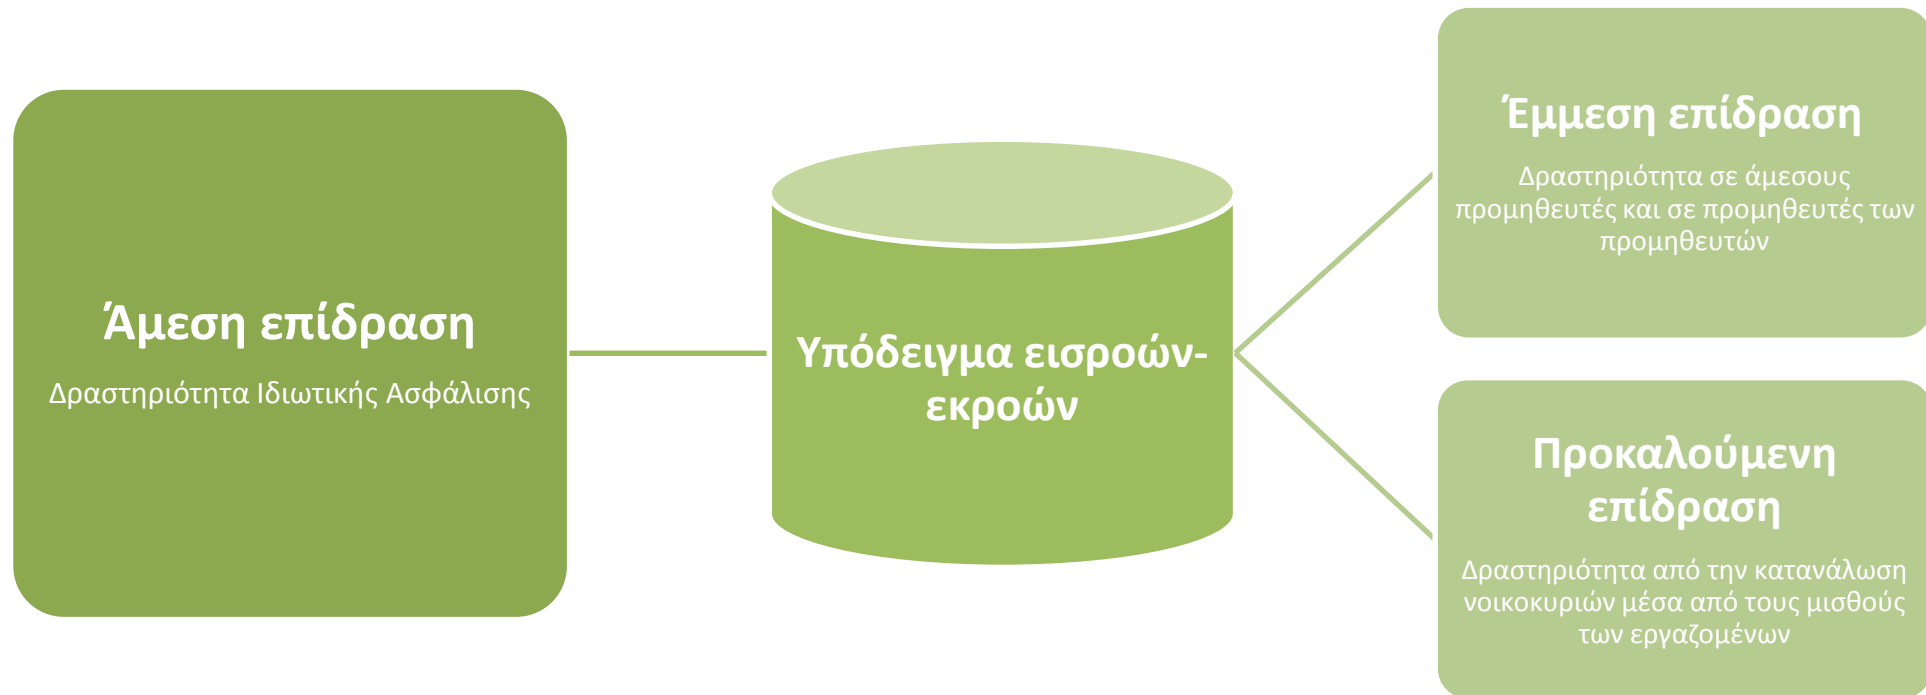 Άμεση επίδραση
Δραστηριότητα Ιδιωτικής Ασφάλισης
Υπόδειγμα εισροών-
εκροών
Έμμεση επίδραση
Δραστηριότητα σε άμεσους
προμηθευτές και σε προμηθευτές των
προμηθευτών
Προκαλούμενη
επίδραση
Δραστηριότητα από την κατανάλωση
νοικοκυριών μέσα από τους μισθούς
των εργαζομένων